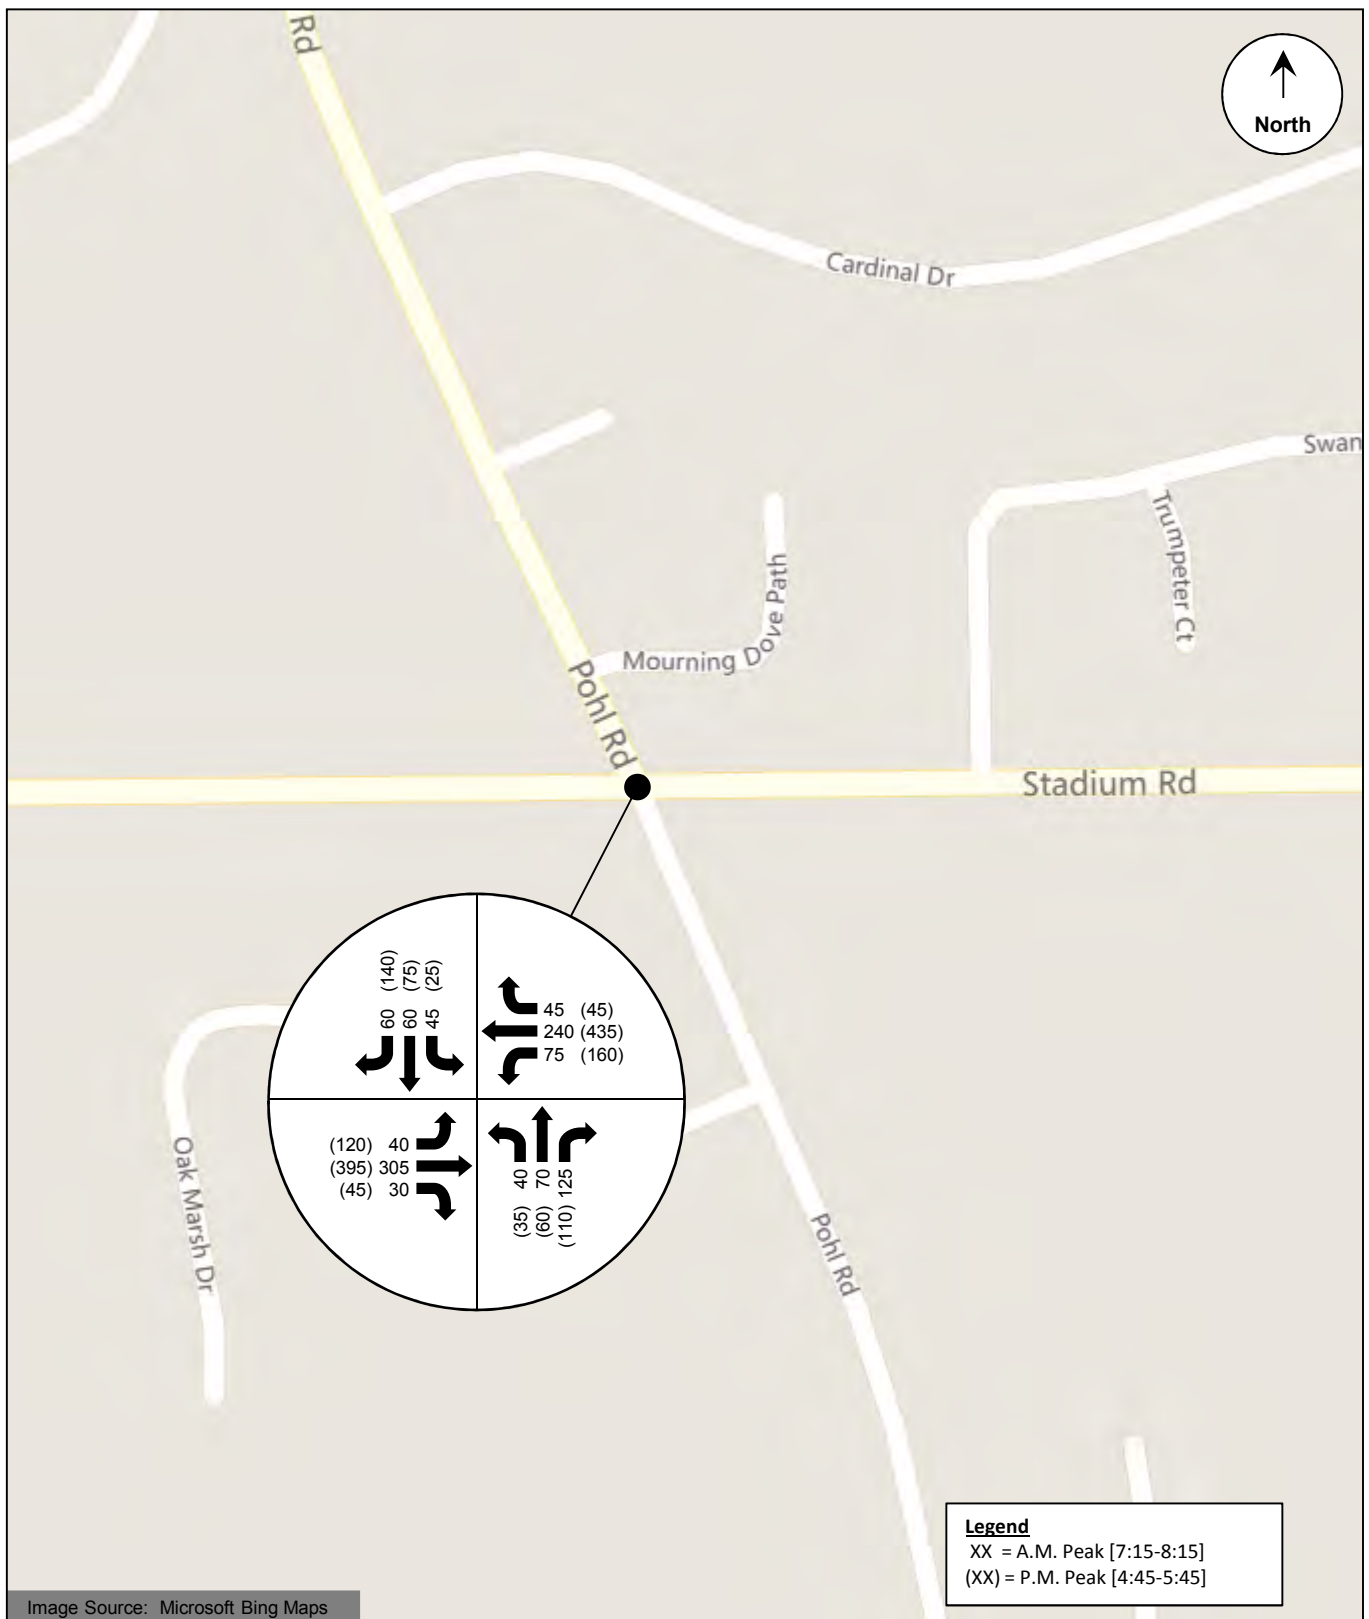 Rd
North
Cardinal Dr
Swan
Trumpeter Ct
Mourning Dove Path
Pohl Rd
Stadium Rd
(140)
(75)
(25)
60
60
45
45 (45)
240 (435)
75 (160)
(120) 40
(395) 305
(45) 30
(35) 40
(60) 70
(110) 125
Oak Marsh Dr
Pohl Rd
Legend
XX = A.M. Peak [7:15-8:15]
(XX) = P.M. Peak [4:45-5:45]
Image Source: Microsoft Bing Maps